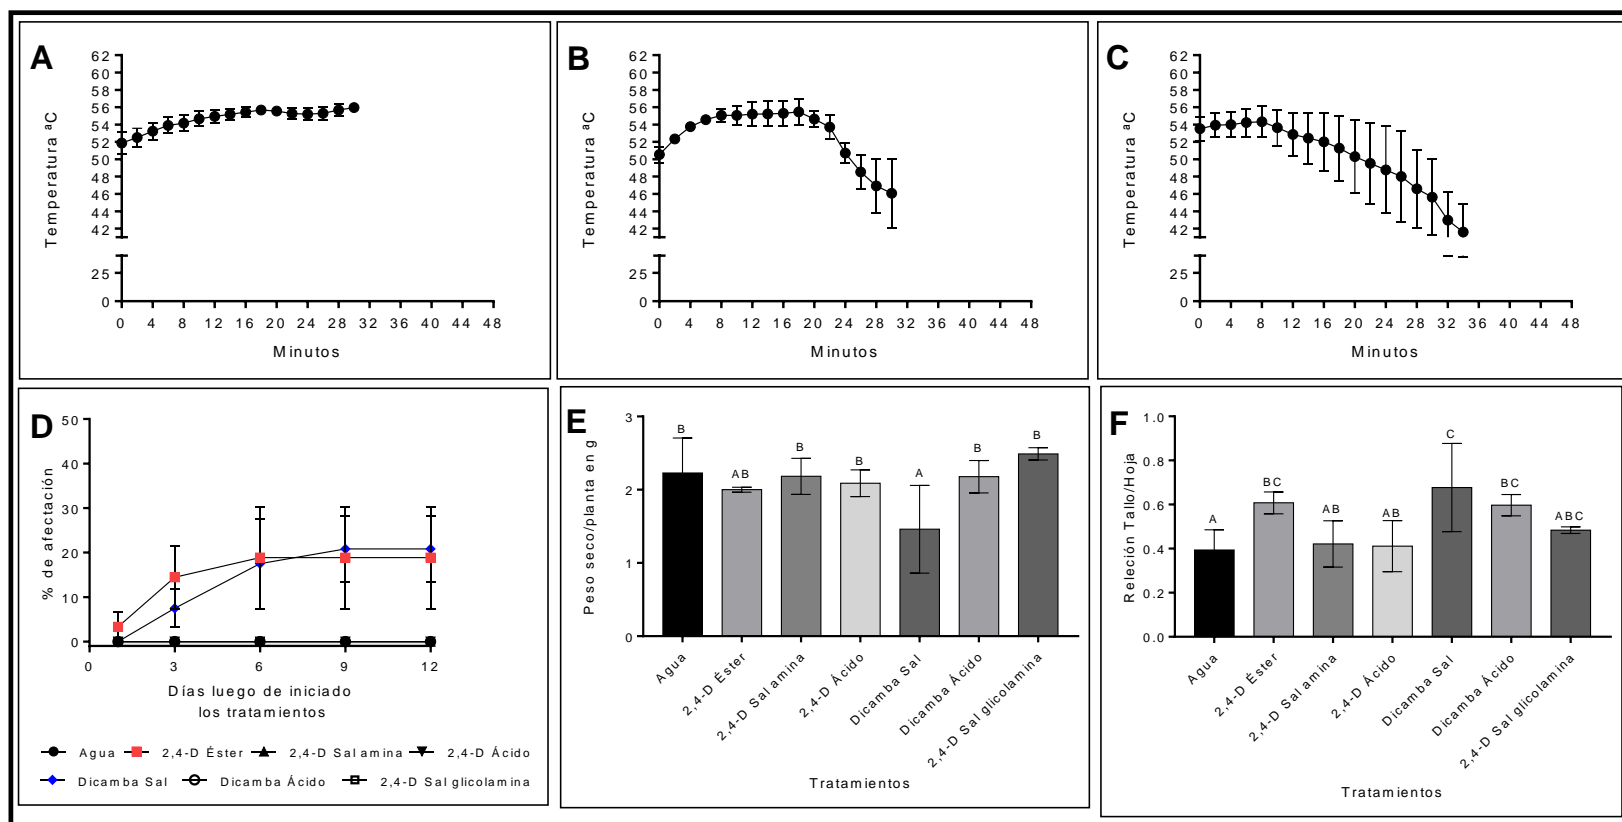 A
Temperatura ªC
62
60
58
56
54
52
50
48
46
44
42
25
0
0 4 8 12 16 20 24 28 32 36 40 44 48
Minutos
B
Temperatura ªC
62
60
58
56
54
52
50
48
46
44
42
25
0
0 4 8 12 16 20 24 28 32 36 40 44 48
Minutos
C
Temperatura ªC
62
60
58
56
54
52
50
48
46
44
42
25
0
0 4 8 12 16 20 24 28 32 36 40 44 48
Minutos
D
% de afectación
50
40
30
20
10
0
0 3 6 9 12
Días luego de iniciado
los tratamientos
Agua 2,4-D Éster 2,4-D Sal amina 2,4-D Ácido
Dicamba Sal Dicamba Ácido 2,4-D Sal glicolamina
E
Peso seco/planta en g
3
2
1
0
B AB B B A B B
Agua
2,4-D Éster
2,4-D Sal amina
2,4-D Ácido
Dicamba Sal
Dicamba Ácido
2,4-D Sal glicolamina
Tratamientos
F
Releción Tallo/Hoja
1.0
0.8
0.6
0.4
0.2
0.0
A BC AB AB C BC ABC
Agua
2,4-D Éster
2,4-D Sal amina
2,4-D Ácido
Dicamba Sal
Dicamba Ácido
2,4-D Sal glicolamina
Tratamientos